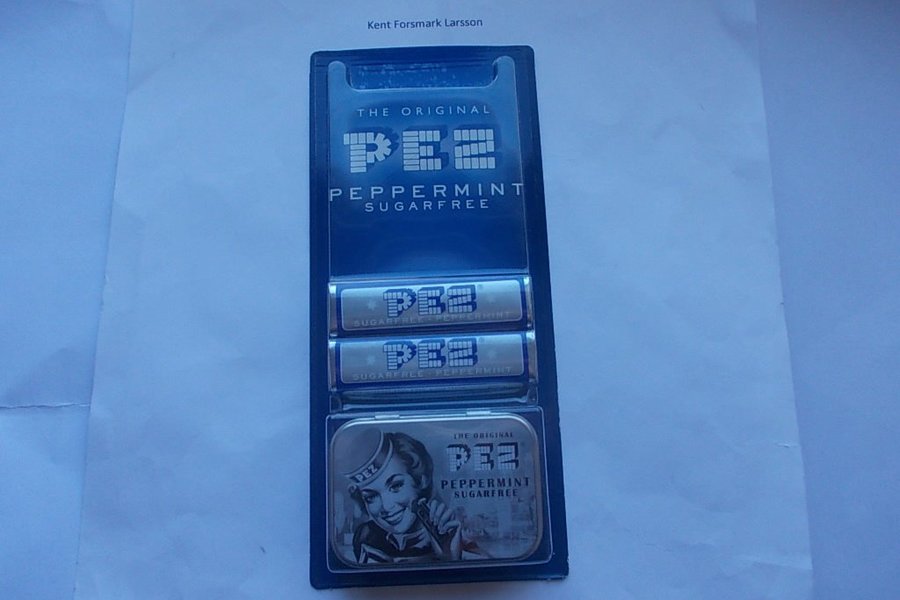 Kent Forsmark Larsson
THE ORIGINAL
PEZ
PEPPERMINT
SUGARFREE
PEZ
SUGARFREE - PEPPERMINT
PEZ
SUGARFREE - PEPPERMINT
PEZ
THE ORIGINAL
PEZ
PEPPERMINT
SUGARFREE